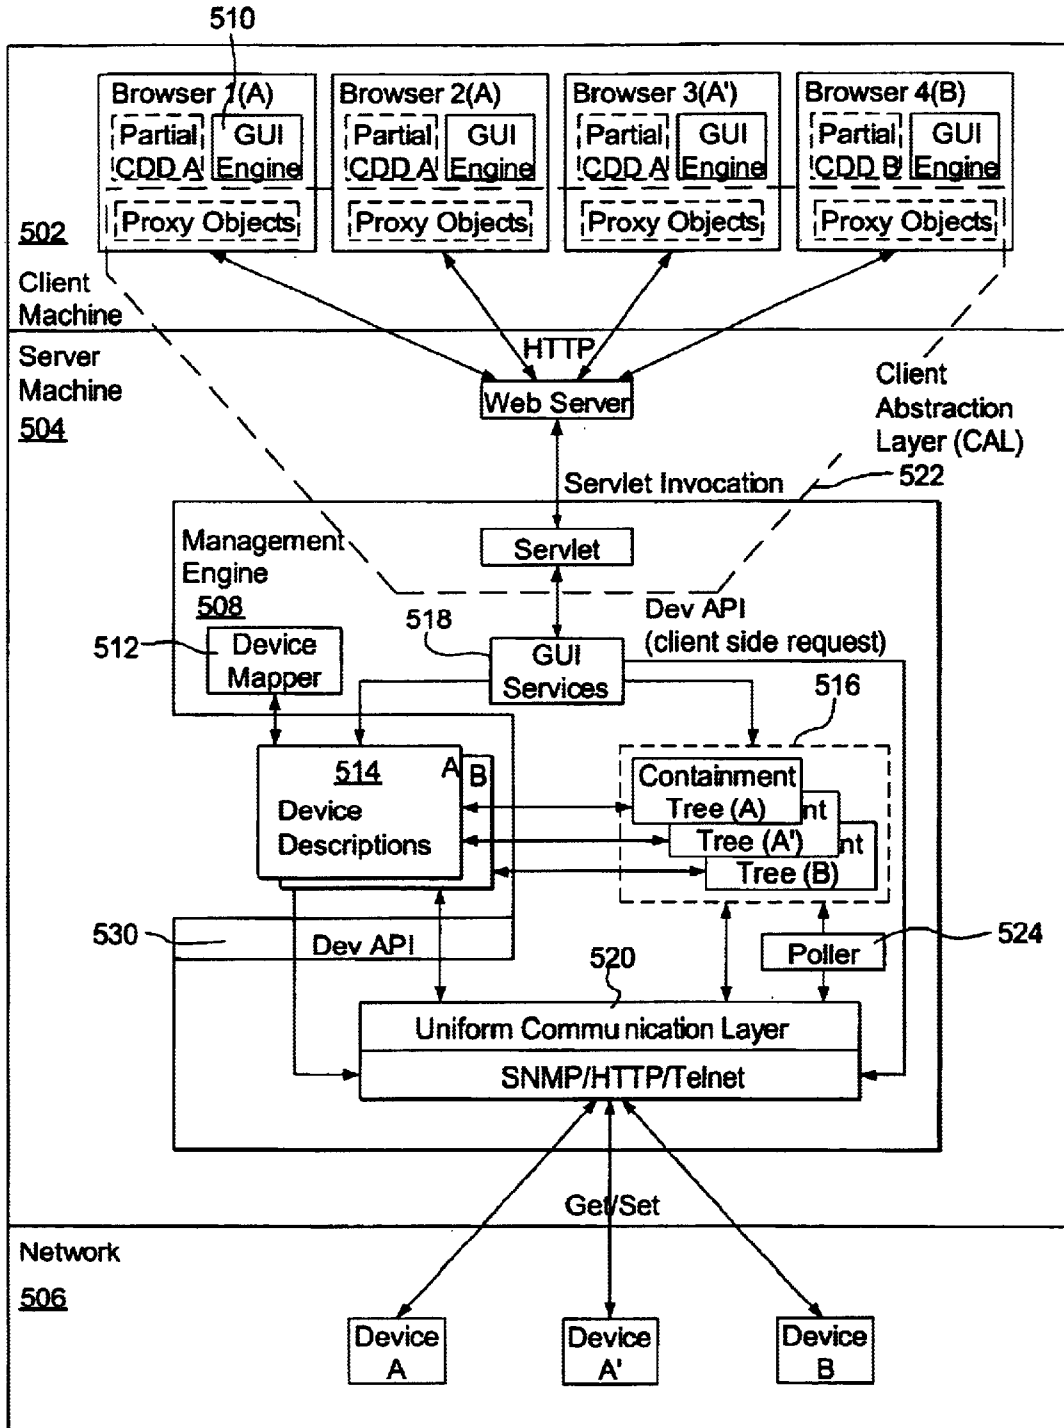 510
Browser 1(A)
Partial
CDD A
GUI
Engine
Proxy Objects
Browser 2(A)
Partial
CDD A
GUI
Engine
Proxy Objects
Browser 3(A')
Partial
CDD A
GUI
Engine
Proxy Objects
Browser 4(B)
Partial
CDD B
GUI
Engine
Proxy Objects
502
Client
Machine
Server
Machine
504
HTTP
Web Server
Client
Abstraction
Layer (CAL)
522
Servlet Invocation
Management
Engine
508
Servlet
Dev API
(client side request)
512
Device
Mapper
518
GUI
Services
516
514
A
B
Device
Descriptions
Containment
Tree (A)
nt
Tree (A')
nt
Tree (B)
530
Dev API
Poller
524
520
Uniform Communication Layer
SNMP/HTTP/Telnet
Get/Set
Network
506
Device
A
Device
A'
Device
B